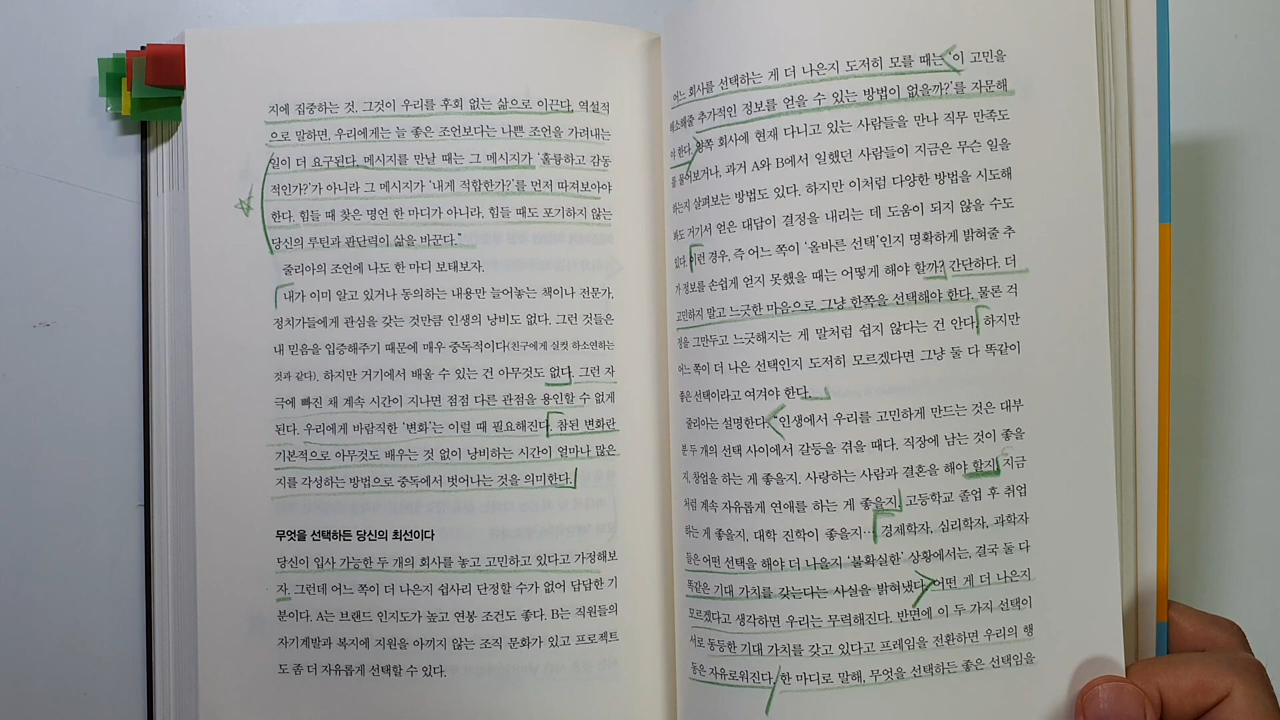 지에 집중하는 것. 그것이 우리를 후회 없는 삶으로 이끈다. 역설적
으로 말하면, 우리에게는 늘 좋은 조언보다는 나쁜 조언을 가려내는
일이 더 요구된다. 메시지를 만날 때는 그 메시지가 ‘훌륭하고 감동
적인가?’가 아니라 그 메시지가 ‘내게 적합한가?’를 먼저 따져보아야
한다. 힘들 때 찾은 명언 한 마디가 아니라, 힘들 때도 포기하지 않는
당신의 루틴과 판단력이 삶을 바꾼다.”
줄리아의 조언에 나도 한 마디 보태보자.
내가 이미 알고 있거나 동의하는 내용만 늘어놓는 책이나 전문가,
정치가들에게 관심을 갖는 것만큼 인생의 낭비도 없다. 그런 것들은
내 믿음을 입증해주기 때문에 매우 중독적이다(친구에게 실컷 하소연하는
것과 같다). 하지만 거기에서 배울 수 있는 건 아무것도 없다. 그런 자
극에 빠진 채 계속 시간이 지나면 점점 다른 관점을 용인할 수 없게
된다. 우리에게 바람직한 ‘변화’는 이럴 때 필요해진다. 참된 변화란
기본적으로 아무것도 배우는 것 없이 낭비하는 시간이 얼마나 많은
지를 각성하는 방법으로 중독에서 벗어나는 것을 의미한다.
무엇을 선택하든 당신의 최선이다
당신이 입사 가능한 두 개의 회사를 놓고 고민하고 있다고 가정해보
자. 그런데 어느 쪽이 더 나은지 쉽사리 단정할 수가 없어 답답한 기
분이다. A는 브랜드 인지도가 높고 연봉 조건도 좋다. B는 직원들의
자기계발과 복지에 지원을 아끼지 않는 조직 문화가 있고 프로젝트
도 좀 더 자유롭게 선택할 수 있다.
어느 회사를 선택하는 게 더 나은지 도저히 모를 때는 ‘이 고민을
해소해줄 추가적인 정보를 얻을 수 있는 방법이 없을까?’를 자문해
야 한다. 양쪽 회사에 현재 다니고 있는 사람들을 만나 직무 만족도
를 물어보거나, 과거 A와 B에서 일했던 사람들이 지금은 무슨 일을
하는지 살펴보는 방법도 있다. 하지만 이처럼 다양한 방법을 시도해
봐도 거기서 얻은 대답이 결정을 내리는 데 도움이 되지 않을 수도
있다. 이런 경우, 즉 어느 쪽이 ‘올바른 선택’인지 명확하게 밝혀줄 추
가 정보를 손쉽게 얻지 못했을 때는 어떻게 해야 할까? 간단하다. 더
고민하지 말고 느긋한 마음으로 그냥 한쪽을 선택해야 한다. 물론 걱
정을 그만두고 느긋해지는 게 말처럼 쉽지 않다는 건 안다. 하지만
어느 쪽이 더 나은 선택인지 도저히 모르겠다면 그냥 둘 다 똑같이
좋은 선택이라고 여겨야 한다.
줄리아는 설명한다. “인생에서 우리를 고민하게 만드는 것은 대부
분 두 개의 선택 사이에서 갈등을 겪을 때다. 직장에 남는 것이 좋을
지, 창업을 하는 게 좋을지, 사랑하는 사람과 결혼을 해야 할지 지금
처럼 계속 자유롭게 연애를 하는 게 좋을지, 고등학교 졸업 후 취업
하는 게 좋을지, 대학 진학이 좋을지… 경제학자, 심리학자, 과학자
들은 어떤 선택을 해야 더 나을지 ‘불확실한’ 상황에서는, 결국 둘 다
똑같은 기대 가치를 갖는다는 사실을 밝혀냈다. 어떤 게 더 나은지
모르겠다고 생각하면 우리는 무력해진다. 반면에 이 두 가지 선택이
서로 동등한 기대 가치를 갖고 있다고 프레임을 전환하면 우리의 행
동은 자유로워진다. 한 마디로 말해, 무엇을 선택하든 좋은 선택임을